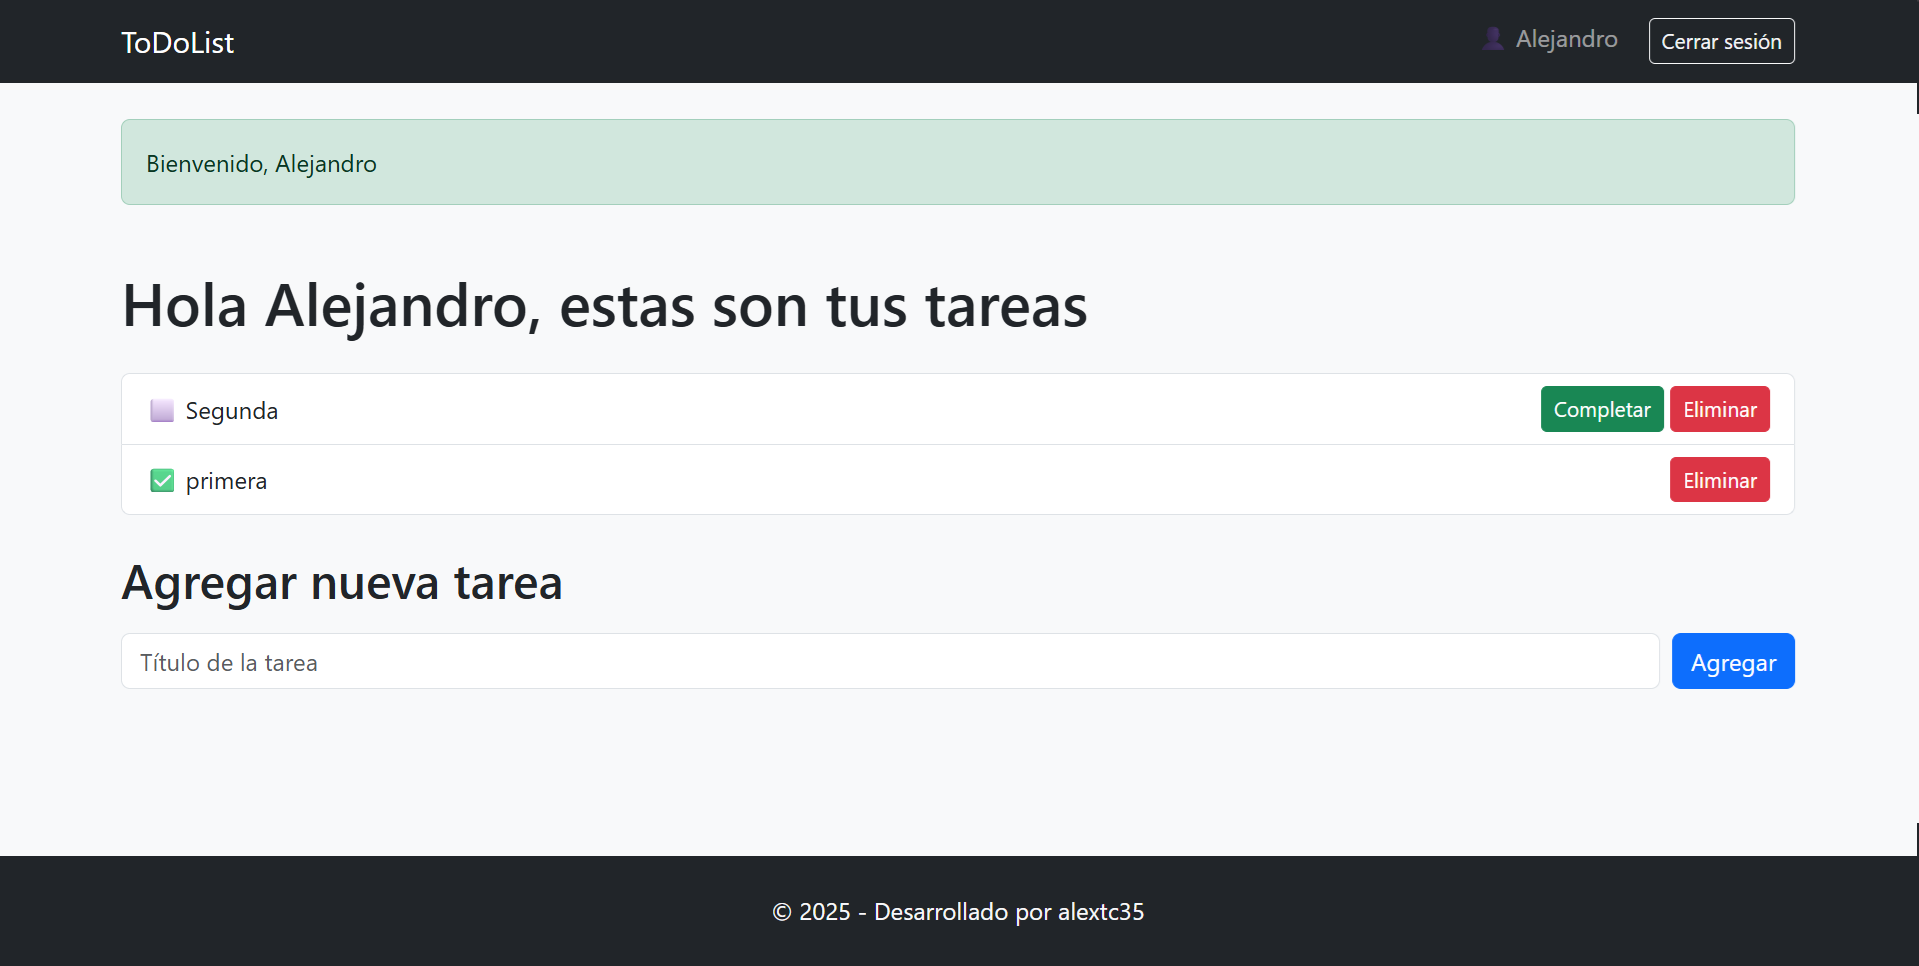 ToDoList
Alejandro
Cerrar sesión
Bienvenido, Alejandro
Hola Alejandro, estas son tus tareas
Segunda
Completar
Eliminar
primera
Eliminar
Agregar nueva tarea
Título de la tarea
Agregar
© 2025 - Desarrollado por alextc35